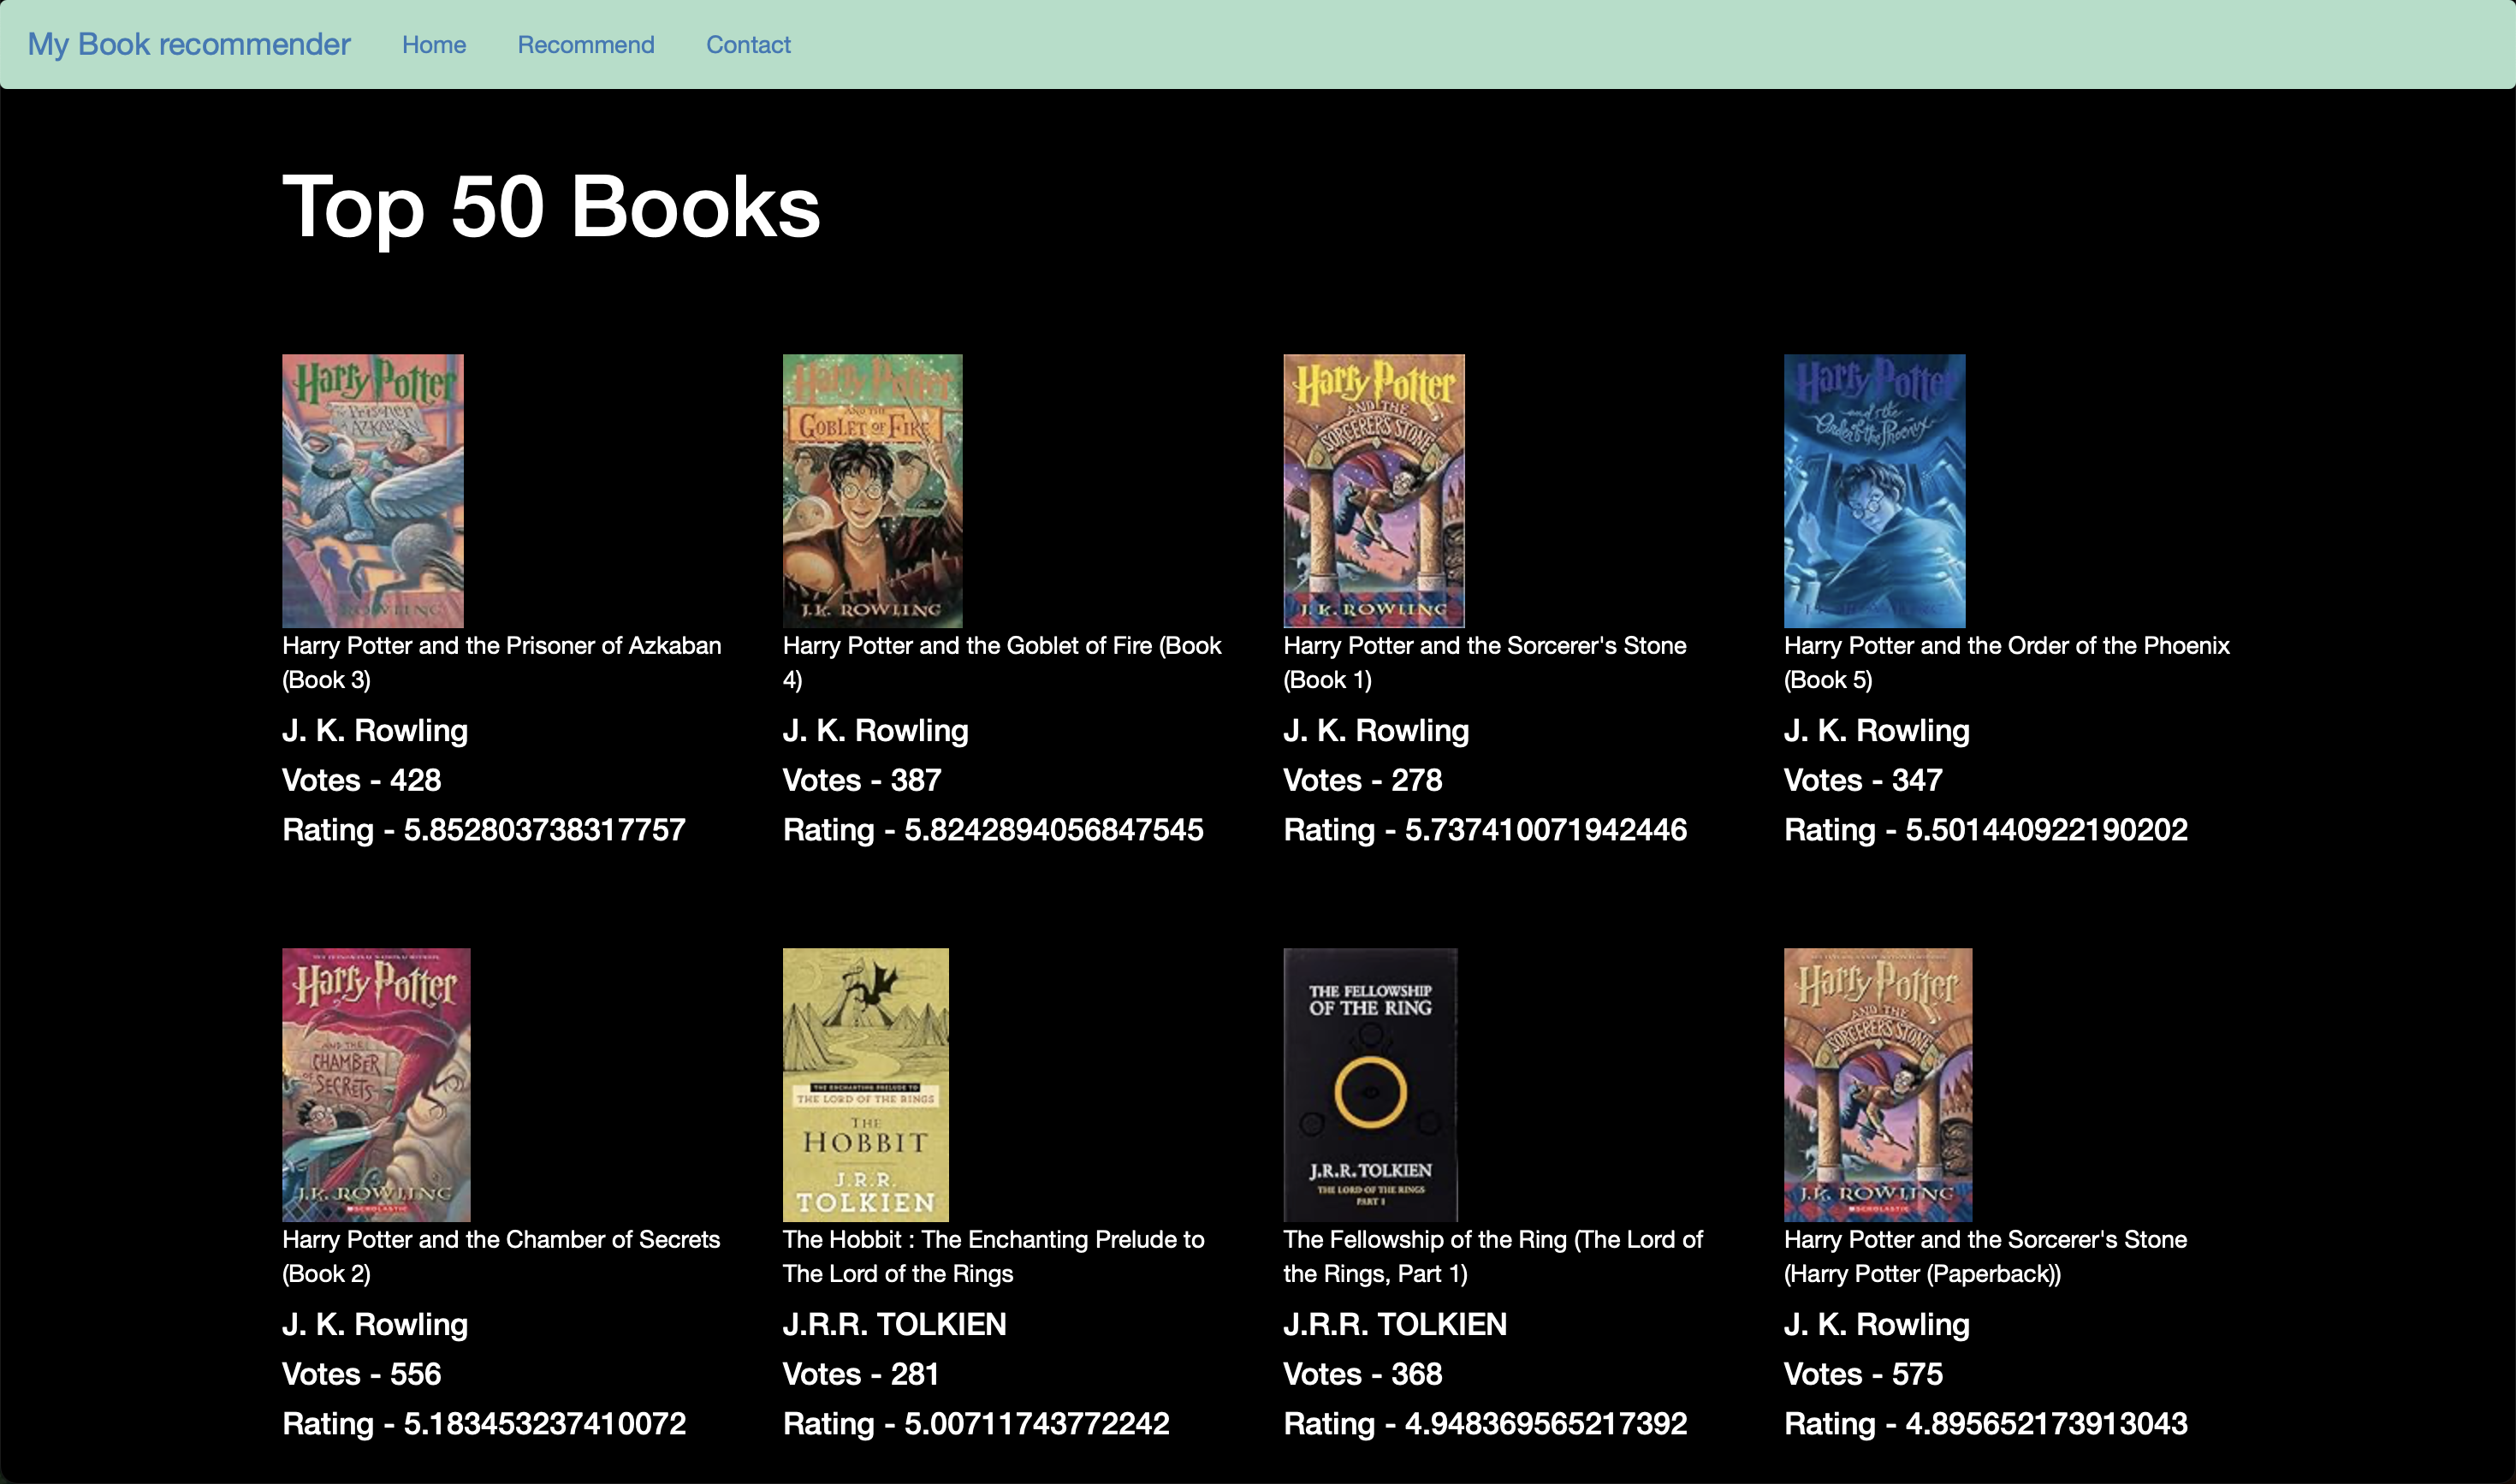 My Book recommender Home Recommend Contact
Top 50 Books
Harry Potter
the Prisoner
of AZKABAN
J.K. ROWLING
Harry Potter and the Prisoner of Azkaban
(Book 3)
J. K. Rowling
Votes - 428
Rating - 5.852803738317757
Harry Potter
AND THE
GOBLET OF FIRE
J.K. ROWLING
Harry Potter and the Goblet of Fire (Book
4)
J. K. Rowling
Votes - 387
Rating - 5.8242894056847545
Harry Potter
AND THE
SORCERER'S STONE
J. K. ROWLING
Harry Potter and the Sorcerer's Stone
(Book 1)
J. K. Rowling
Votes - 278
Rating - 5.737410071942446
Harry Potter
and the
Order of the Phoenix
Harry Potter and the Order of the Phoenix
(Book 5)
J. K. Rowling
Votes - 347
Rating - 5.501440922190202
Harry Potter
AND THE
CHAMBER
OF SECRETS
J.K. ROWLING
SCHOLASTIC
Harry Potter and the Chamber of Secrets
(Book 2)
J. K. Rowling
Votes - 556
Rating - 5.183453237410072
THE ENCHANTING PRELUDE TO
THE LORD OF THE RINGS
THE
HOBBIT
J.R.R.
TOLKIEN
The Hobbit : The Enchanting Prelude to
The Lord of the Rings
J.R.R. TOLKIEN
Votes - 281
Rating - 5.00711743772242
THE FELLOWSHIP
OF THE RING
J.R.R. TOLKIEN
THE LORD OF THE RINGS
PART 1
The Fellowship of the Ring (The Lord of
the Rings, Part 1)
J.R.R. TOLKIEN
Votes - 368
Rating - 4.948369565217392
Harry Potter
AND THE
SORCERER'S STONE
J.K. ROWLING
SCHOLASTIC
Harry Potter and the Sorcerer's Stone
(Harry Potter (Paperback))
J. K. Rowling
Votes - 575
Rating - 4.895652173913043